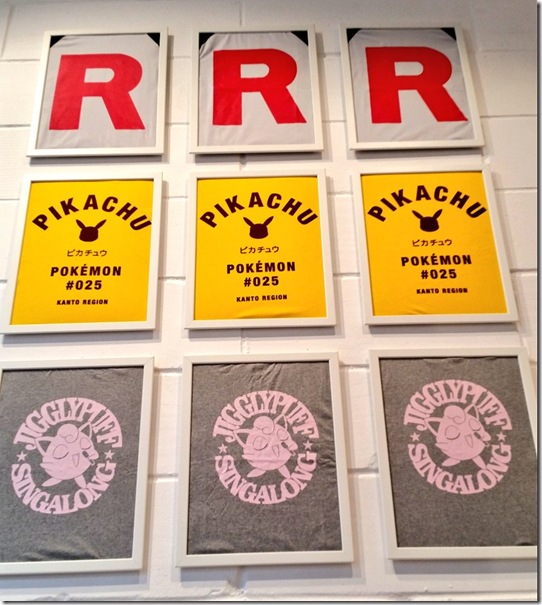 R
R
R
PIKACHU
ピカチュウ
POKÉMON
#025
KANTO REGION
PIKACHU
ピカチュウ
POKÉMON
#025
KANTO REGION
PIKACHU
ピカチュウ
POKÉMON
#025
KANTO REGION
JIGGLYPUFF
SINGALONG
JIGGLYPUFF
SINGALONG
JIGGLYPUFF
SINGALONG